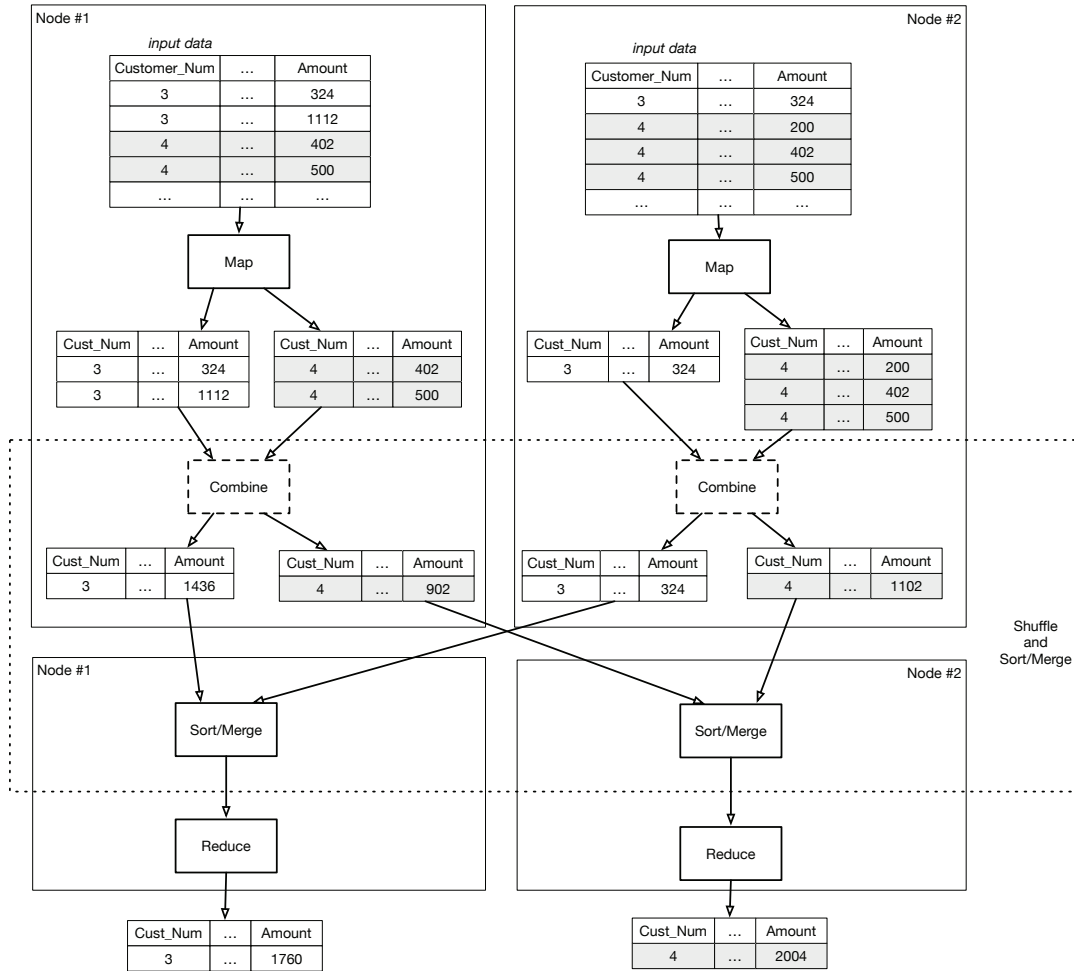 Node #1
input data
Customer_Num … Amount
3 … 324
3 … 1112
4 … 402
4 … 500
… … …
Map
Cust_Num … Amount
3 … 324
3 … 1112
Cust_Num … Amount
4 … 402
4 … 500
Combine
Cust_Num … Amount
3 … 1436
Cust_Num … Amount
4 … 902
Node #2
input data
Customer_Num … Amount
3 … 324
4 … 200
4 … 402
4 … 500
… … …
Map
Cust_Num … Amount
3 … 324
Cust_Num … Amount
4 … 200
4 … 402
4 … 500
Combine
Cust_Num … Amount
3 … 324
Cust_Num … Amount
4 … 1102
Shuffle
and
Sort/Merge
Node #1
Sort/Merge
Reduce
Cust_Num … Amount
3 … 1760
Node #2
Sort/Merge
Reduce
Cust_Num … Amount
4 … 2004